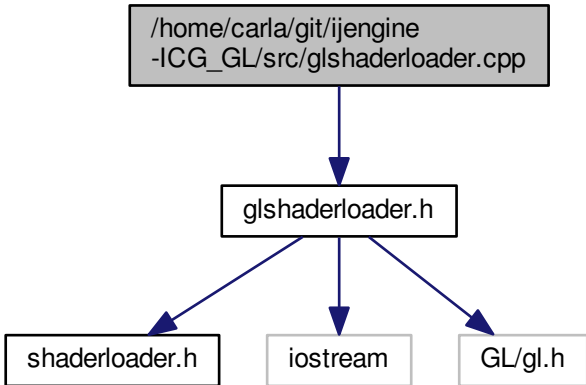 /home/carla/git/ijengine
-ICG_GL/src/glshaderloader.cpp
glshaderloader.h
shaderloader.h
iostream
GL/gl.h